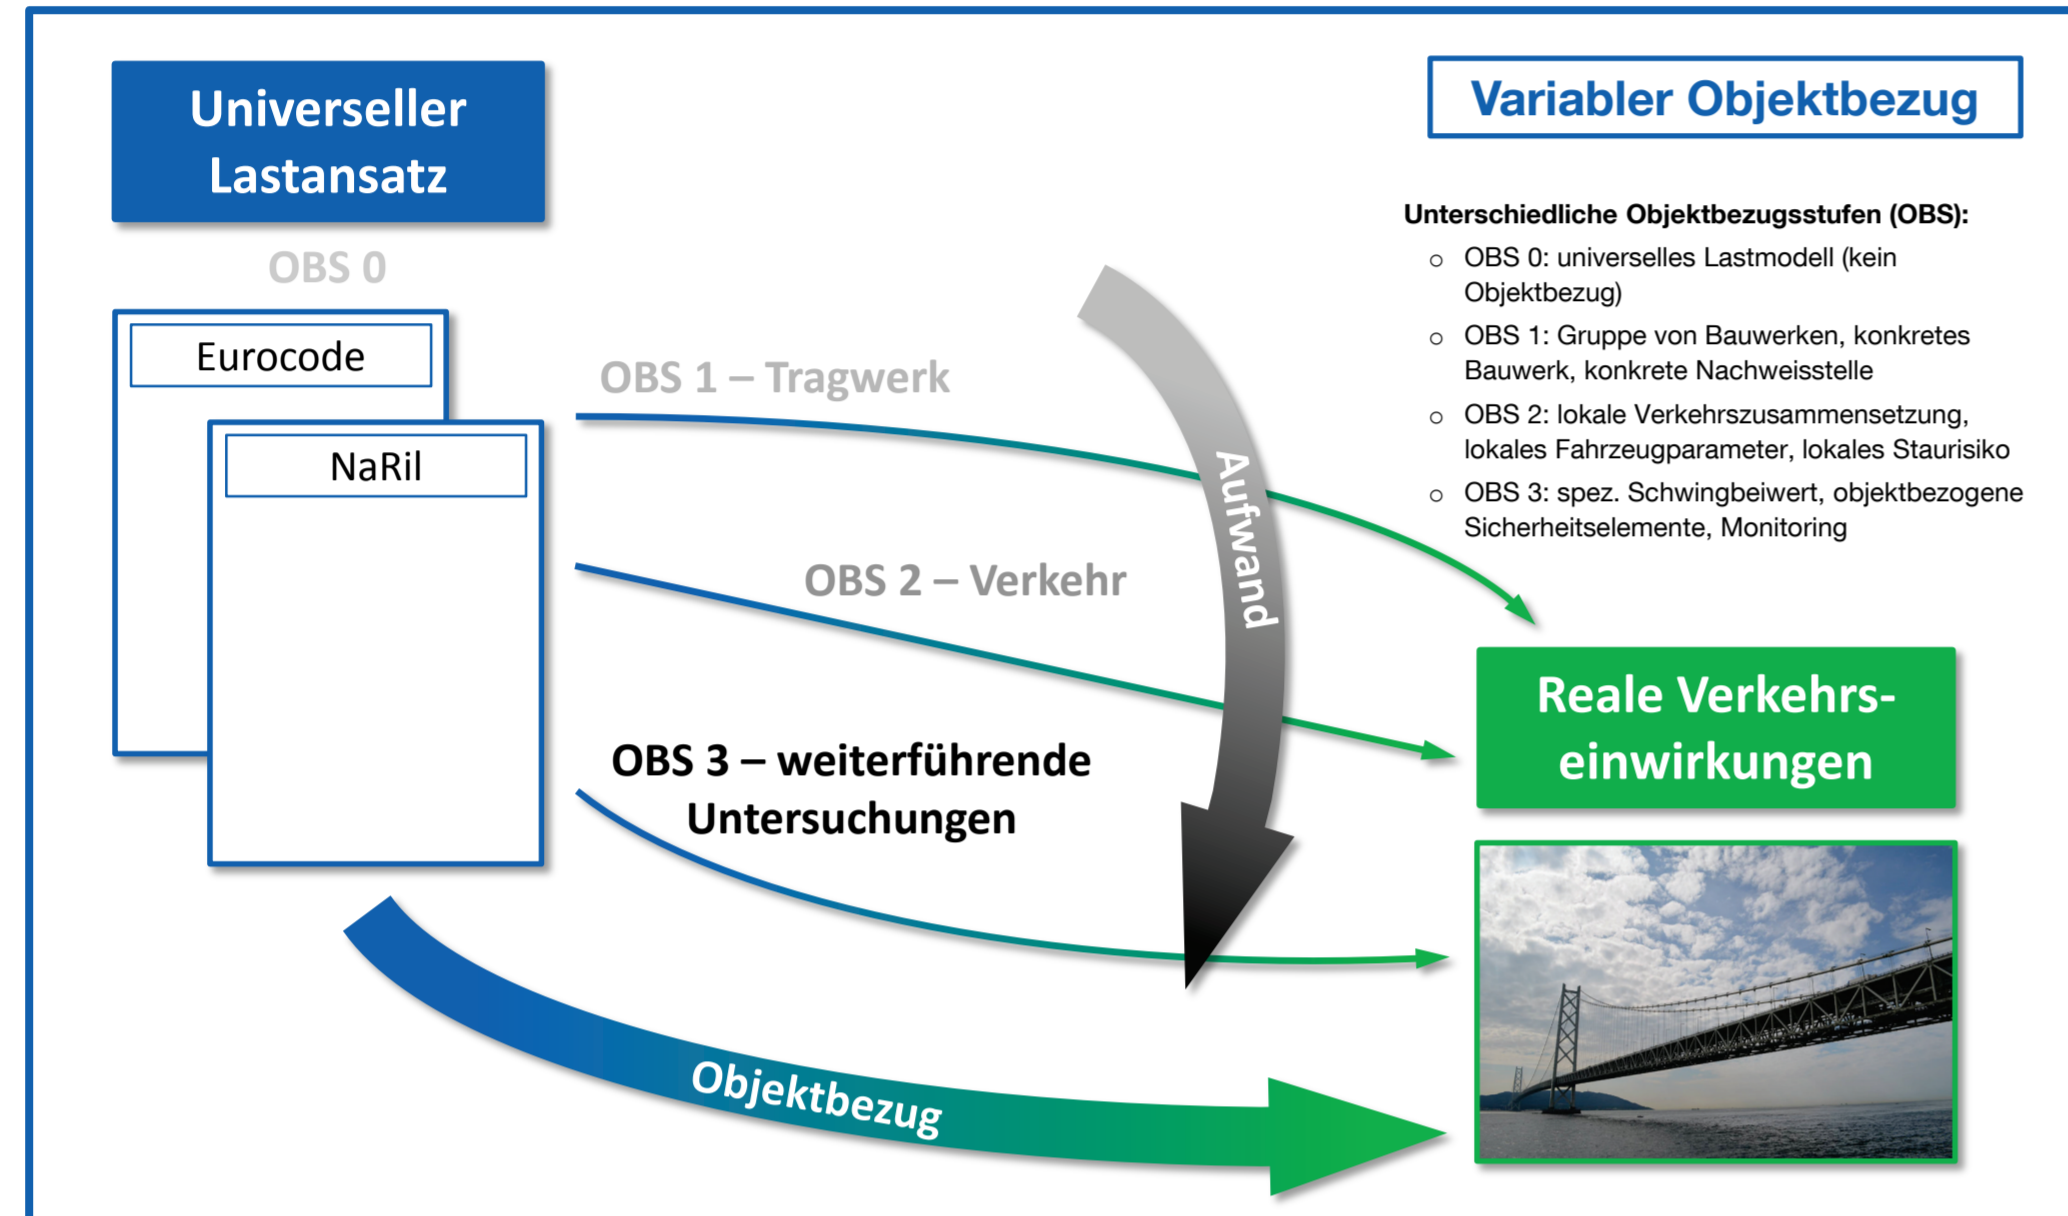 Universeller
Lastansatz
OBS 0
Eurocode
NaRil
OBS 1 – Tragwerk
OBS 2 – Verkehr
OBS 3 – weiterführende
Untersuchungen
Aufwand
Objektbezug
Variabler Objektbezug
Unterschiedliche Objektbezugsstufen (OBS):
○ OBS 0: universelles Lastmodell (kein
Objektbezug)
○ OBS 1: Gruppe von Bauwerken, konkretes
Bauwerk, konkrete Nachweisstelle
○ OBS 2: lokale Verkehrszusammensetzung,
lokales Fahrzeugparameter, lokales Staurisiko
○ OBS 3: spez. Schwingbeiwert, objektbezogene
Sicherheitselemente, Monitoring
Reale Verkehrs-
einwirkungen